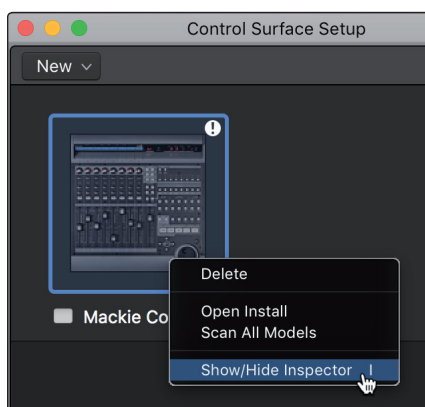 Control Surface Setup
New
!
Delete
Mackie Co
Open Install
Scan All Models
Show/Hide Inspector I